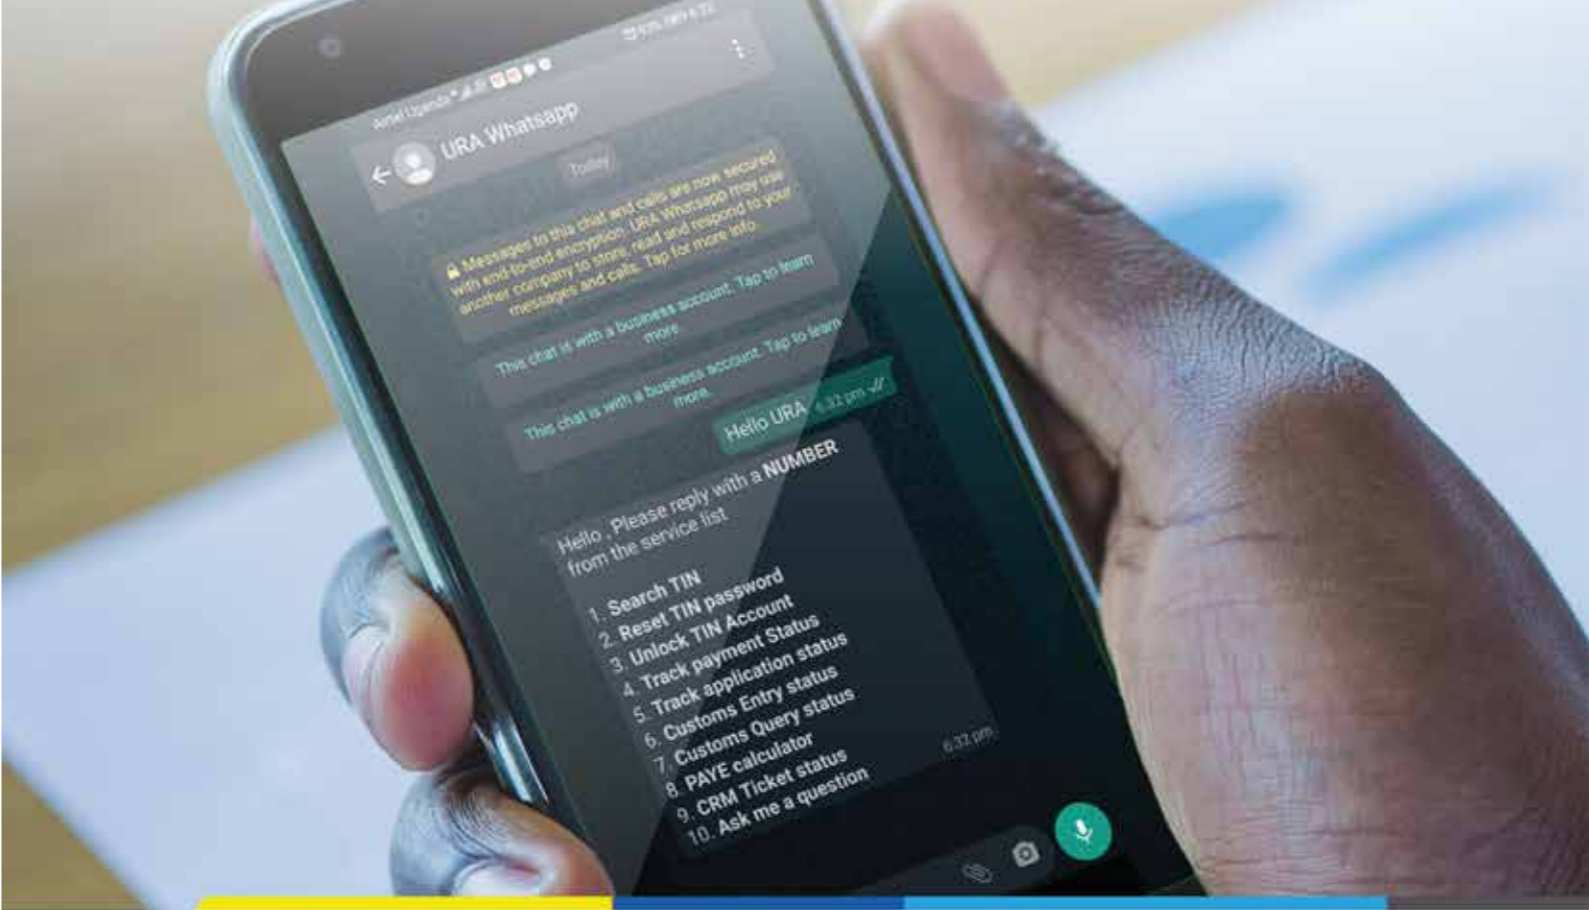 Airtel Uganda
6:32
URA Whatsapp
Today
Messages to this chat and calls are now secured
with end-to-end encryption. URA Whatsapp may use
another company to store, read and respond to your
messages and calls. Tap for more info.
This chat is with a business account. Tap to learn
more.
This chat is with a business account. Tap to learn
more.
Hello URA 6.32 pm
Hello , Please reply with a NUMBER
from the service list
1. Search TIN
2. Reset TIN password
3. Unlock TIN Account
4. Track payment Status
5. Track application status
6. Customs Entry status
7. Customs Query status
8. PAYE calculator
9. CRM Ticket status
10. Ask me a question
6.32 pm